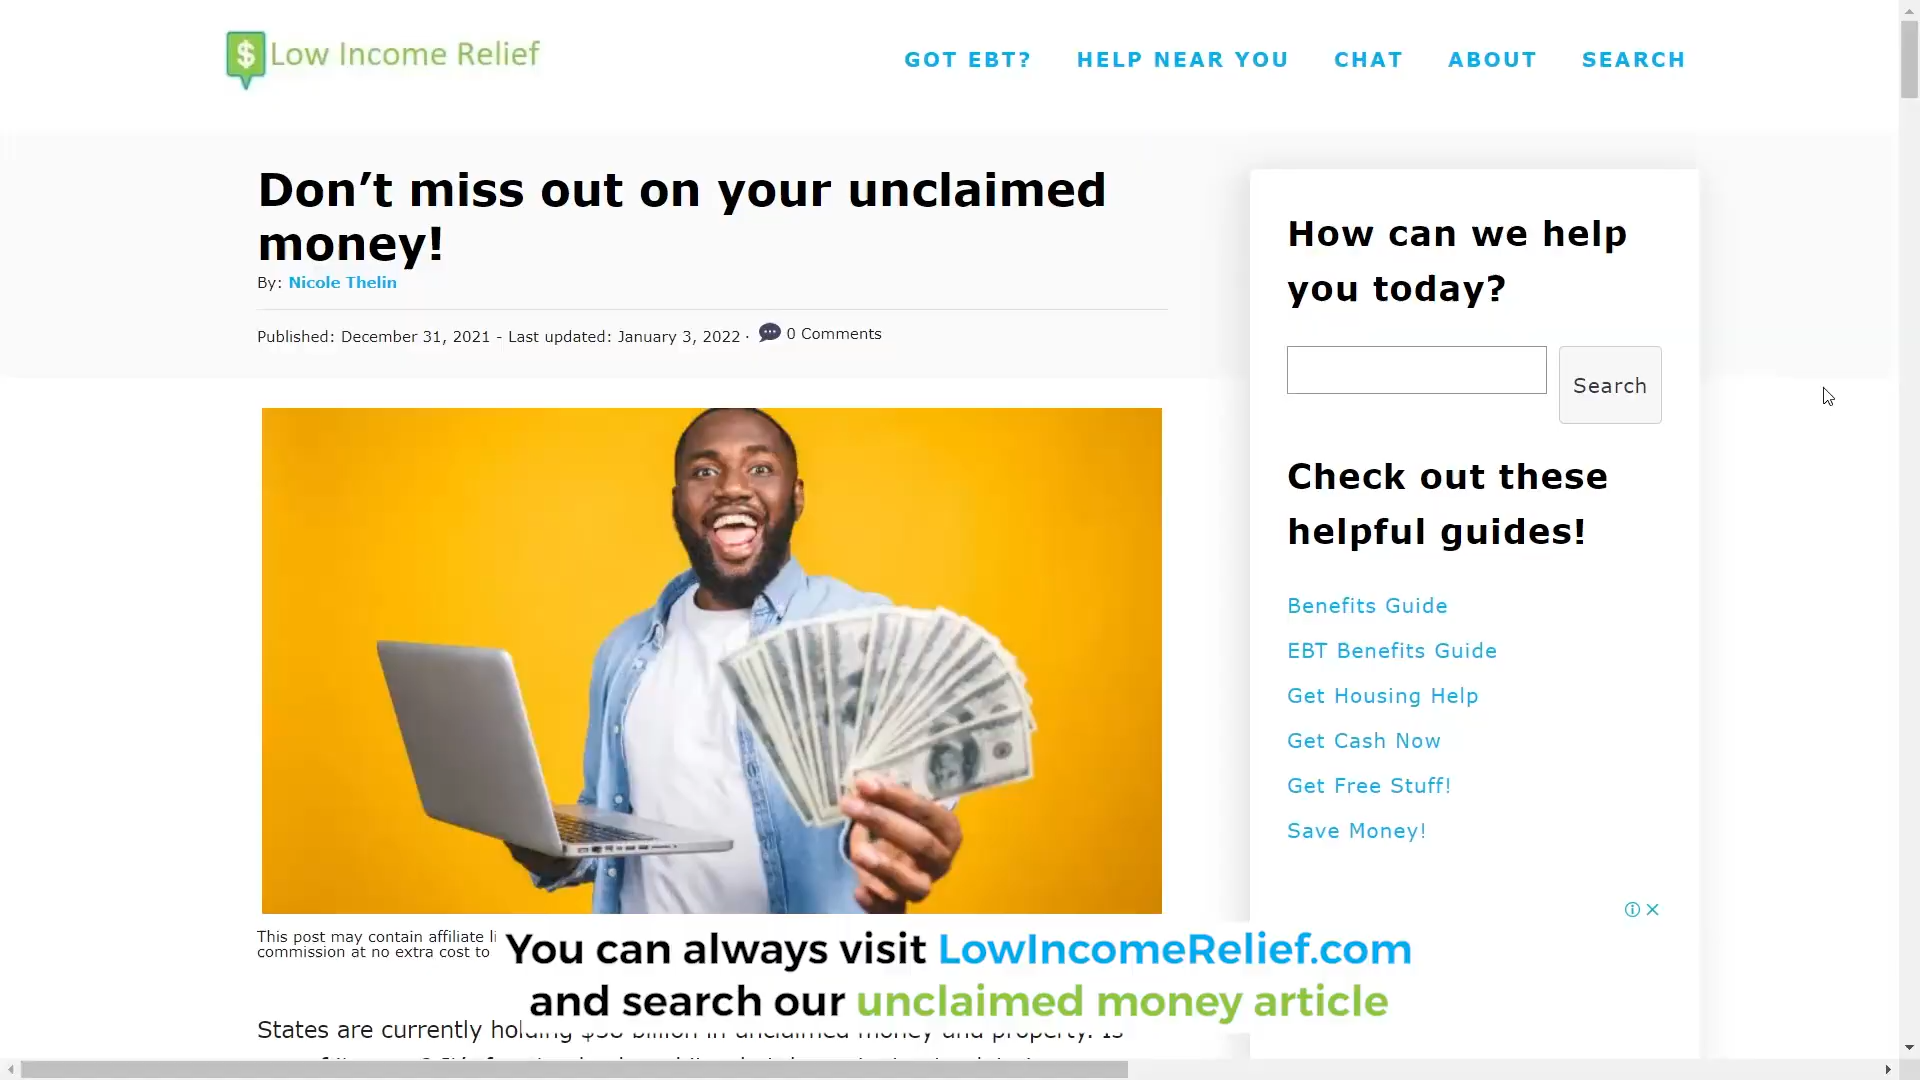 Low Income Relief
GOT EBT? HELP NEAR YOU CHAT ABOUT SEARCH
Don’t miss out on your unclaimed
money!
By: Nicole Thelin
Published: December 31, 2021 - Last updated: January 3, 2022 · 0 Comments
This post may contain affiliate
commission at no extra cost to
States are currently
How can we help
you today?
Search
Check out these
helpful guides!
Benefits Guide
EBT Benefits Guide
Get Housing Help
Get Cash Now
Get Free Stuff!
Save Money!
You can always visit LowIncomeRelief.com
and search our unclaimed money article